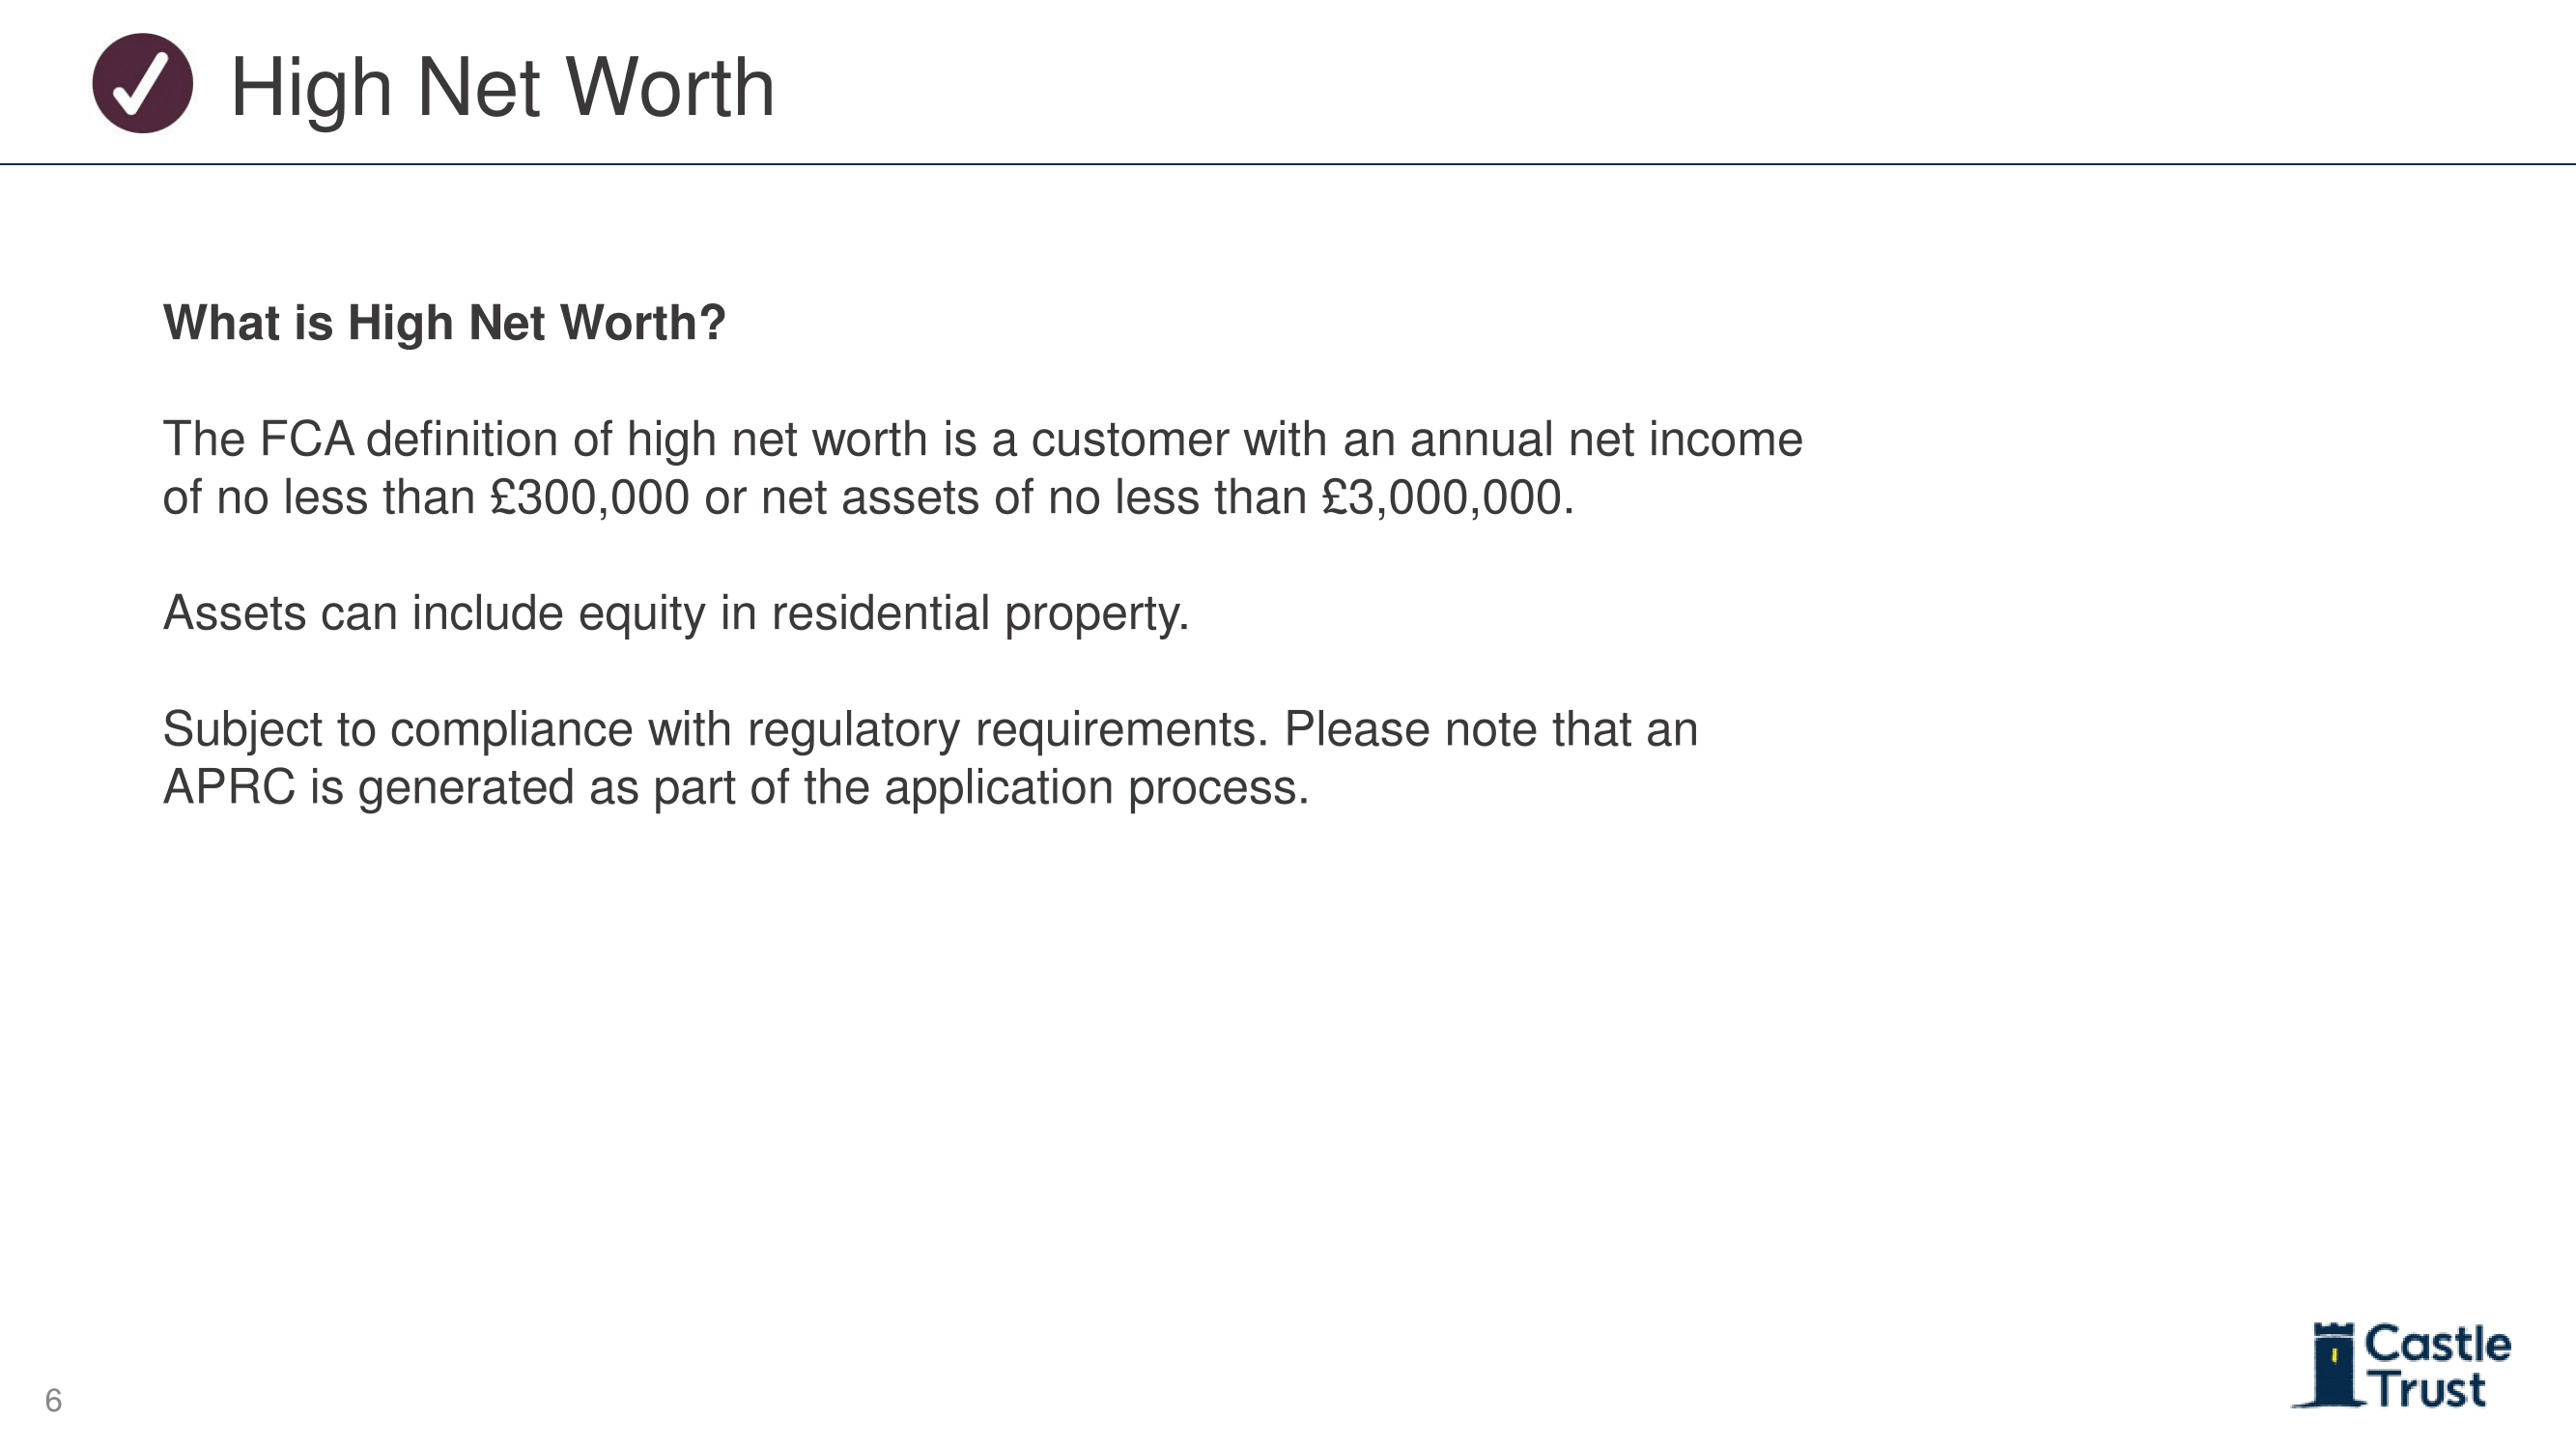 High Net Worth
What is High Net Worth?
The FCA definition of high net worth is a customer with an annual net income
of no less than £300,000 or net assets of no less than £3,000,000.
Assets can include equity in residential property.
Subject to compliance with regulatory requirements. Please note that an
APRC is generated as part of the application process.
6
Castle
Trust